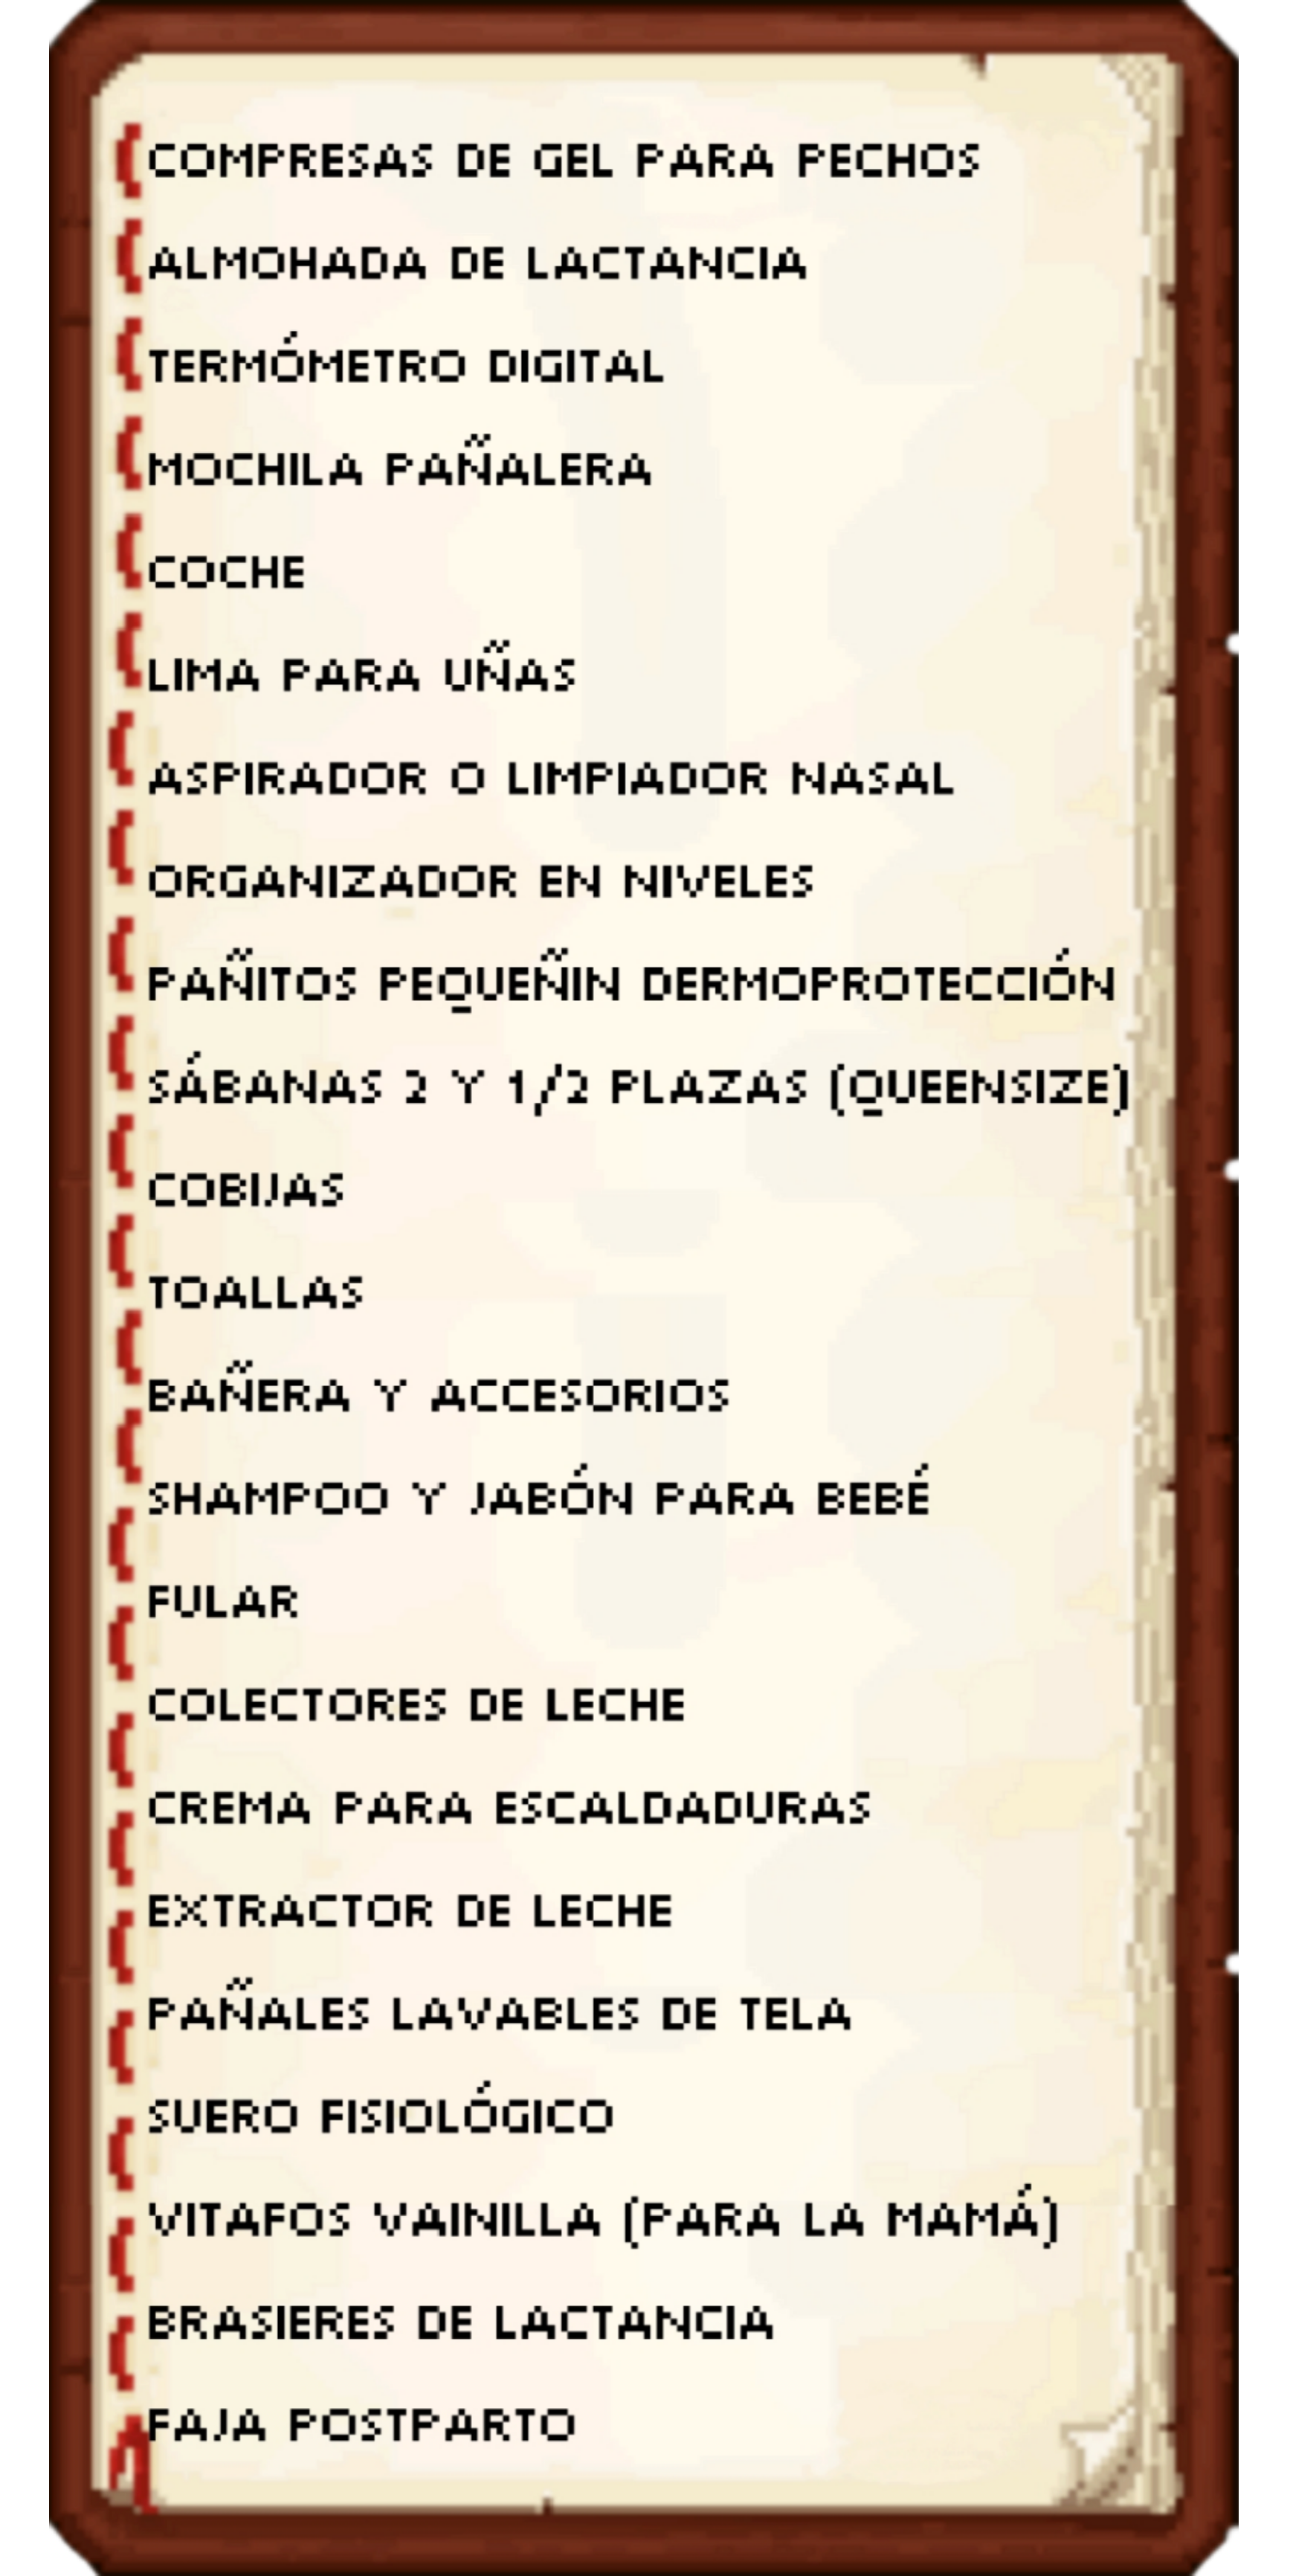 COMPRESAS DE GEL PARA PECHOS
ALMOHADA DE LACTANCIA
TERMÓMETRO DIGITAL
MOCHILA PAÑALERA
COCHE
LIMA PARA UÑAS
ASPIRADOR O LIMPIADOR NASAL
ORGANIZADOR EN NIVELES
PAÑITOS PEQUEÑIN DERMOPROTECCIÓN
SÁBANAS 2 Y 1/2 PLAZAS (QUEENSIZE)
COBIJAS
TOALLAS
BAÑERA Y ACCESORIOS
SHAMPOO Y JABÓN PARA BEBÉ
FULAR
COLECTORES DE LECHE
CREMA PARA ESCALDADURAS
EXTRACTOR DE LECHE
PAÑALES LAVABLES DE TELA
SUERO FISIOLÓGICO
VITAFOS VAINILLA (PARA LA MAMÁ)
BRASIERES DE LACTANCIA
FAJA POSTPARTO